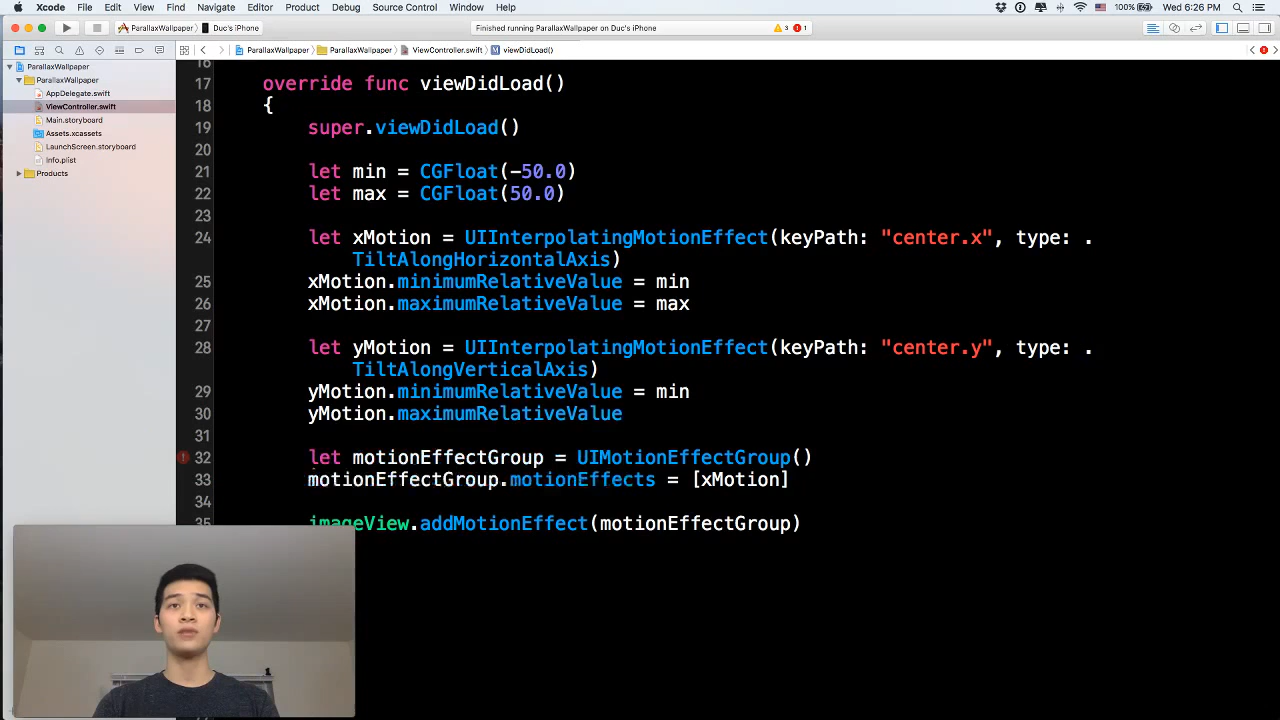 Xcode File Edit View Find Navigate Editor Product Debug Source Control Window Help 100% Wed 6:26 PM
ParallaxWallpaper Duc's iPhone Finished running ParallaxWallpaper on Duc's iPhone 3 1
ParallaxWallpaper ParallaxWallpaper ViewController.swift M viewDidLoad()
ParallaxWallpaper
ParallaxWallpaper
AppDelegate.swift
ViewController.swift
Main.storyboard
Assets.xcassets
LaunchScreen.storyboard
Info.plist
Products
16
17 override func viewDidLoad()
18 {
19 super.viewDidLoad()
20
21 let min = CGFloat(-50.0)
22 let max = CGFloat(50.0)
23
24 let xMotion = UIInterpolatingMotionEffect(keyPath: "center.x", type: .
TiltAlongHorizontalAxis)
25 xMotion.minimumRelativeValue = min
26 xMotion.maximumRelativeValue = max
27
28 let yMotion = UIInterpolatingMotionEffect(keyPath: "center.y", type: .
TiltAlongVerticalAxis)
29 yMotion.minimumRelativeValue = min
30 yMotion.maximumRelativeValue
31
32 let motionEffectGroup = UIMotionEffectGroup()
33 motionEffectGroup.motionEffects = [xMotion]
34
35 imageView.addMotionEffect(motionEffectGroup)